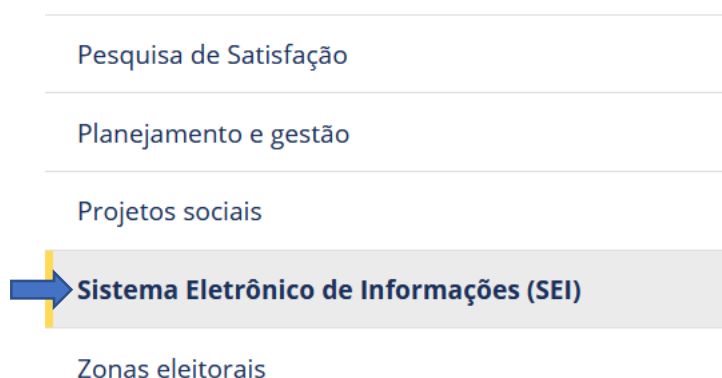 Pesquisa de Satisfação
Planejamento e gestão
Projetos sociais
Sistema Eletrônico de Informações (SEI)
Zonas eleitorais